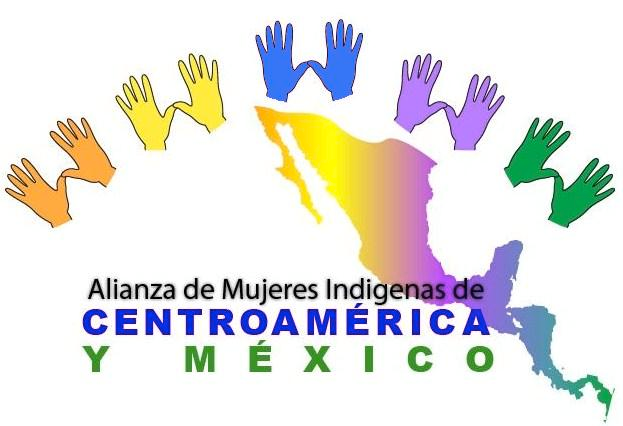 Alianza de Mujeres Indigenas de
CENTROAMÉRICA
Y MÉXICO